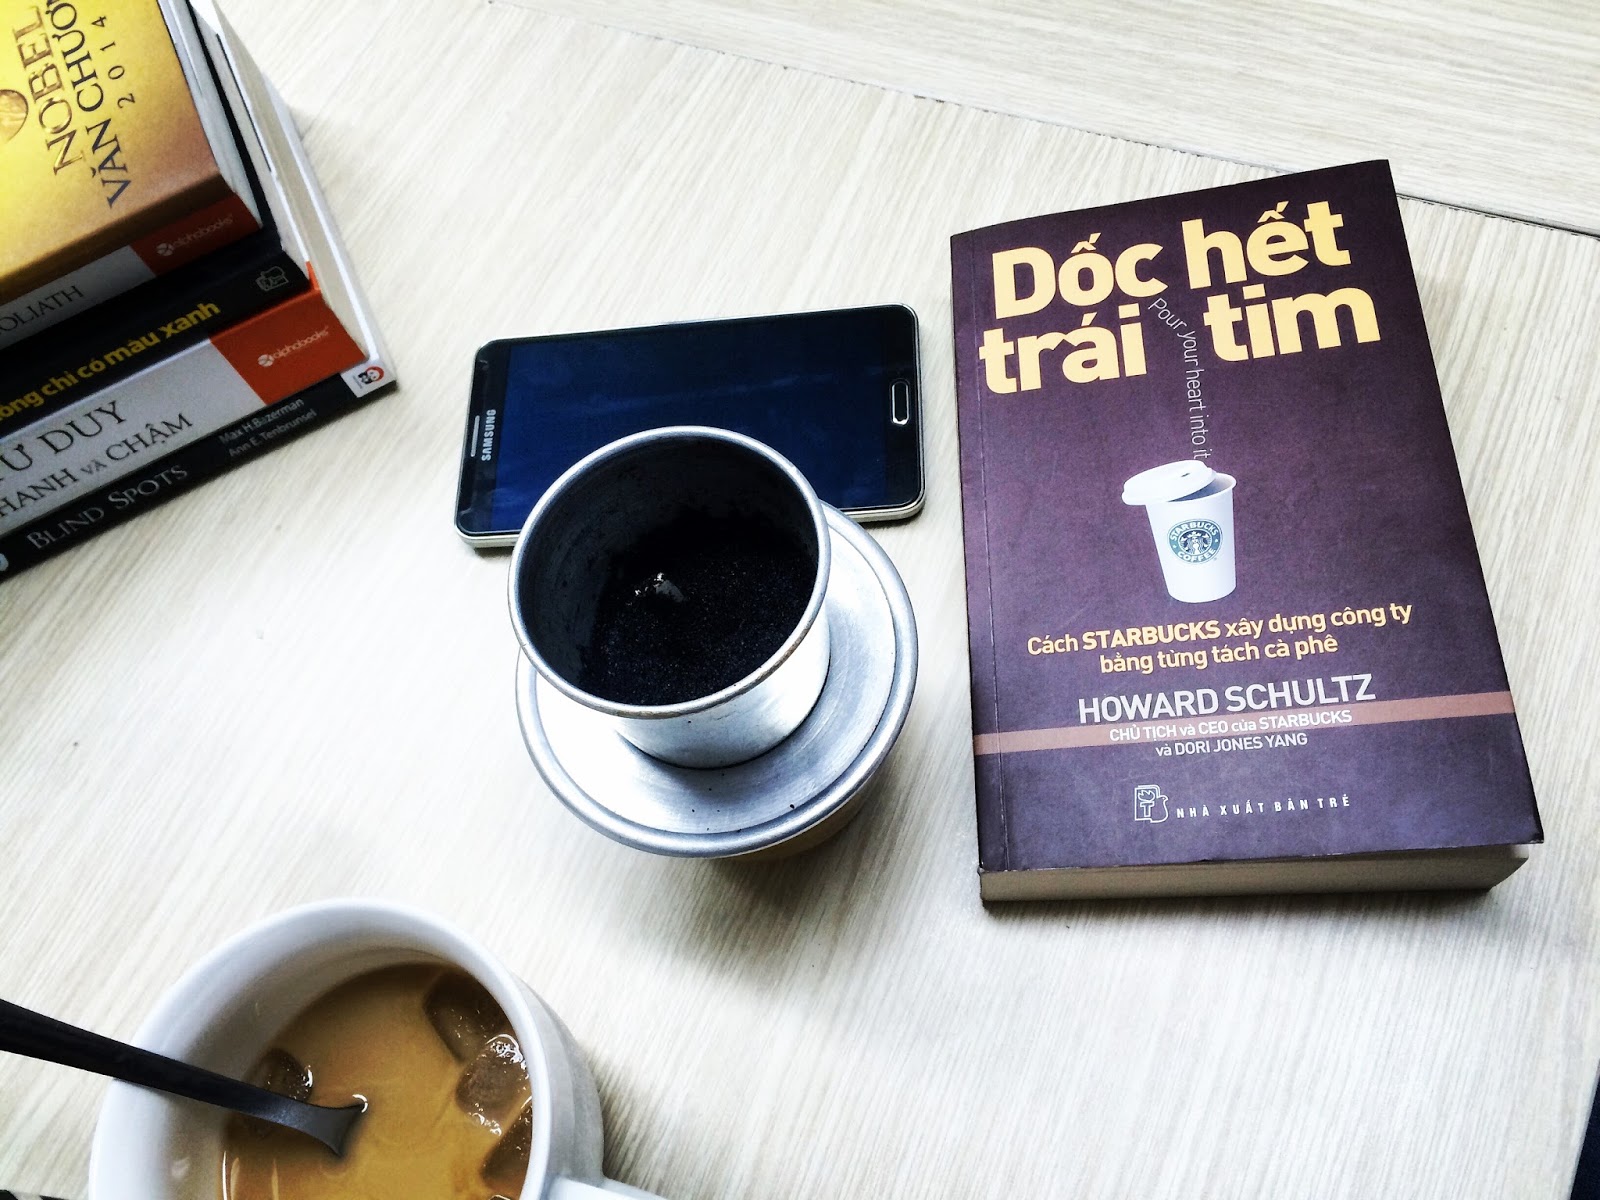 NOBEL
VĂN CHƯƠ
2014
alphabooks
OLIATH
ông chỉ có màu xanh
alphabooks
Ư DUY
HANH VÀ CHẬM
Max H. Bazerman
Ann E. Tenbrunsel
BLIND SPOTS
SAMSUNG
Dốc hết
trái tim
Pour your heart into it
STARBUCKS
COFFEE
Cách STARBUCKS xây dựng công ty
bằng từng tách cà phê
HOWARD SCHULTZ
CHỦ TỊCH và CEO của STARBUCKS
và DORI JONES YANG
NHÀ XUẤT BẢN TRẺ